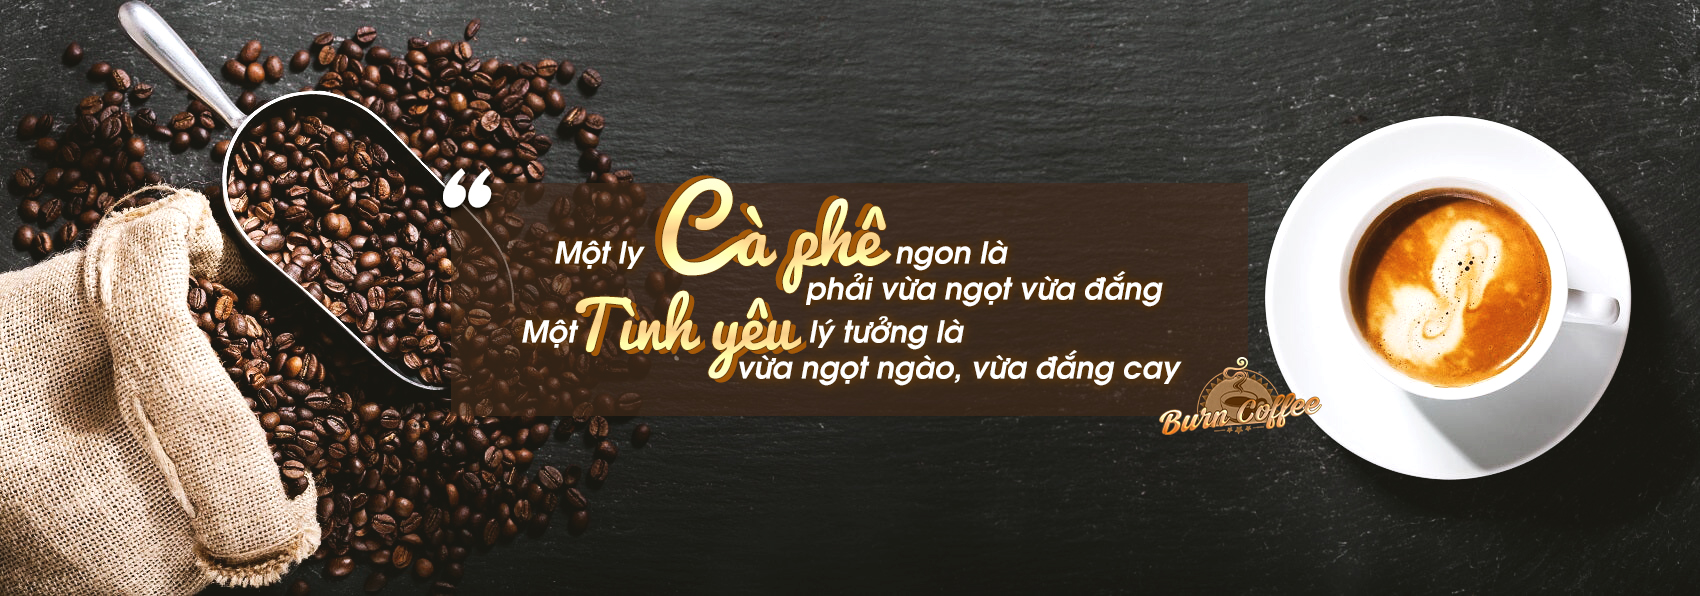 “
Một ly Cà phê ngon là
phải vừa ngọt vừa đắng
Một Tình yêu lý tưởng là
vừa ngọt ngào, vừa đắng cay
Burn Coffee